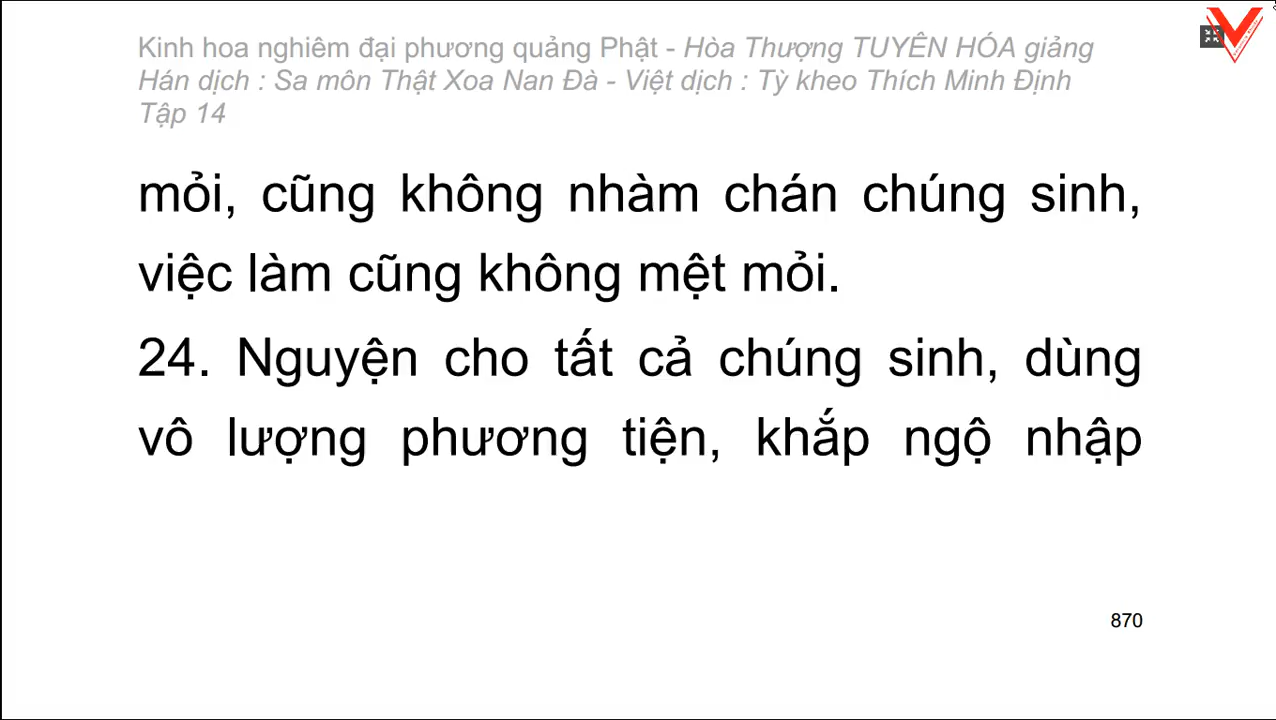 Kinh hoa nghiêm đại phương quảng Phật - Hòa Thượng TUYÊN HÓA giảng
Hán dịch : Sa môn Thật Xoa Nan Đà - Việt dịch : Tỳ kheo Thích Minh Định
Tập 14
mỏi, cũng không nhàm chán chúng sinh,
việc làm cũng không mệt mỏi.
24. Nguyện cho tất cả chúng sinh, dùng
vô lượng phương tiện, khắp ngộ nhập
870